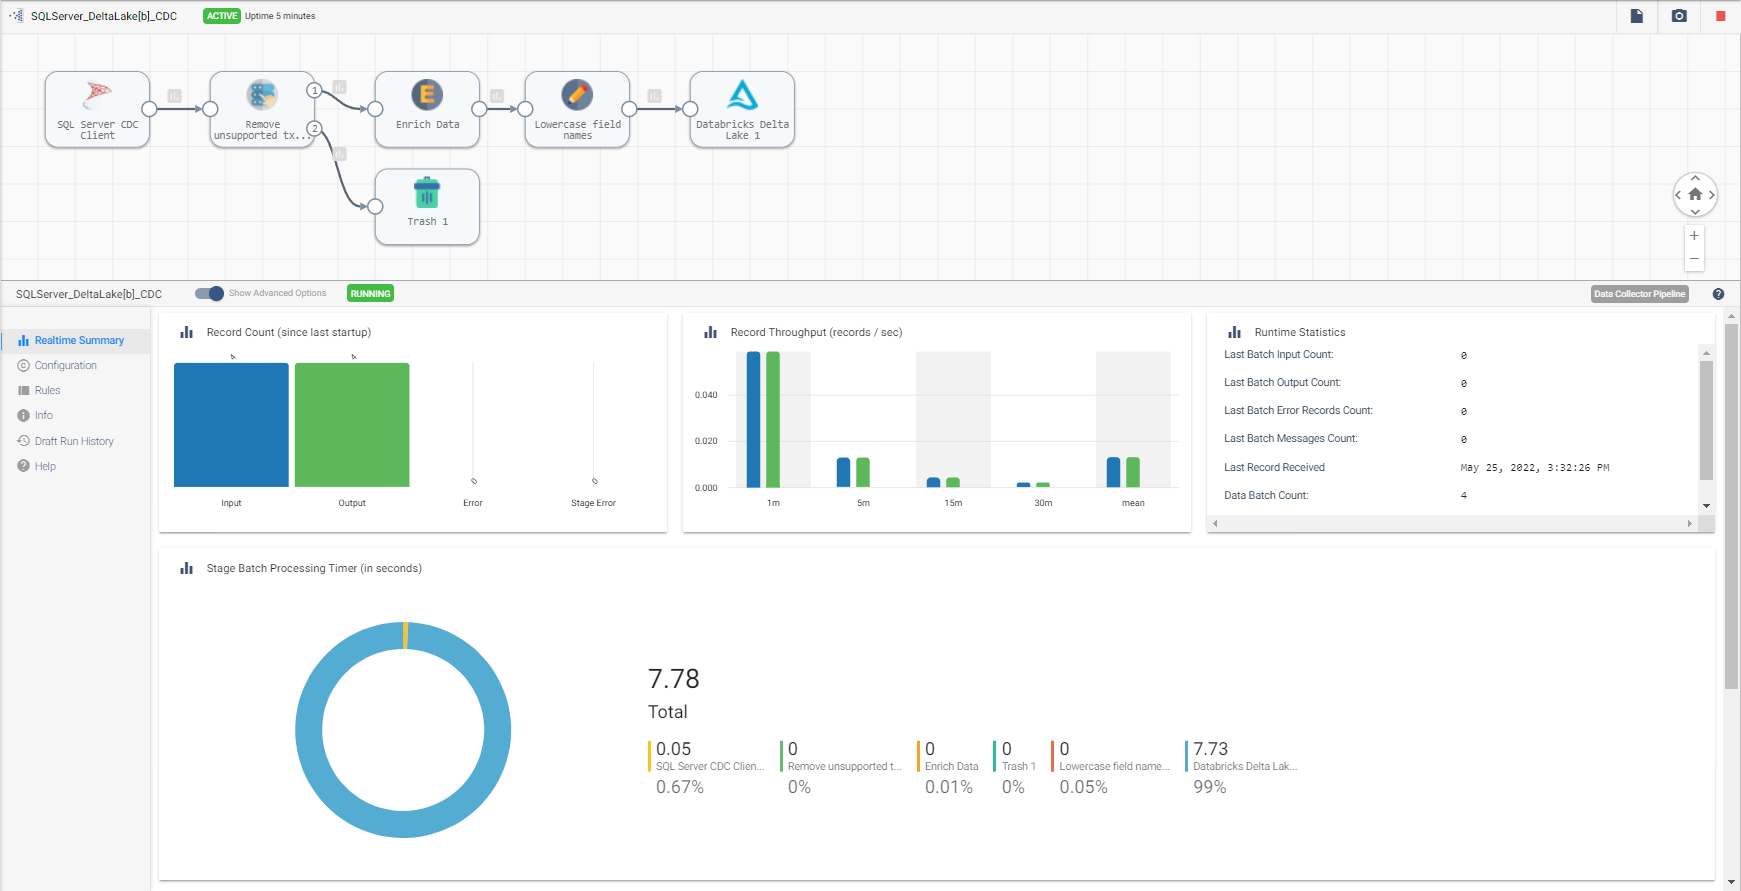 SQLServer_DeltaLake[b]_CDC
ACTIVE Uptime 5 minutes
SQL Server CDC
Client
Remove
unsupported tx...
1
2
Enrich Data
Lowercase field
names
Databricks Delta
Lake 1
Trash 1
SQLServer_DeltaLake[b]_CDC
Show Advanced Options
RUNNING
Data Collector Pipeline
Realtime Summary
Configuration
Rules
Info
Draft Run History
Help
Record Count (since last startup)
4
4
0
0
Input
Output
Error
Stage Error
Record Throughput (records / sec)
0.040
0.020
0.000
1m
5m
15m
30m
mean
Runtime Statistics
Last Batch Input Count: 0
Last Batch Output Count: 0
Last Batch Error Records Count: 0
Last Batch Messages Count: 0
Last Record Received May 25, 2022, 3:32:26 PM
Data Batch Count: 4
Stage Batch Processing Timer (in seconds)
7.78
Total
0.05
SQL Server CDC Clien...
0.67%
0
Remove unsupported t...
0%
0
Enrich Data
0.01%
0
Trash 1
0%
0
Lowercase field name...
0.05%
7.73
Databricks Delta Lak...
99%